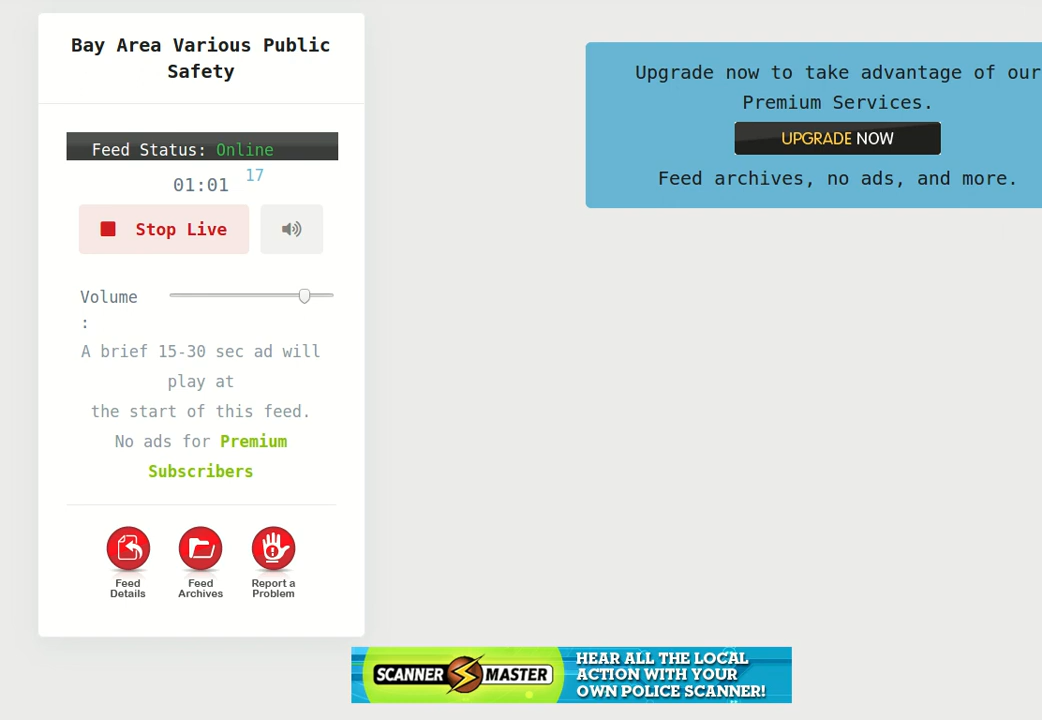 Bay Area Various Public
Safety
Feed Status: Online
01:01 17
Stop Live
Volume
:
A brief 15-30 sec ad will
play at
the start of this feed.
No ads for Premium
Subscribers
Feed
Details
Feed
Archives
Report a
Problem
Upgrade now to take advantage of our
Premium Services.
UPGRADE NOW
Feed archives, no ads, and more.
SCANNER MASTER
HEAR ALL THE LOCAL
ACTION WITH YOUR
OWN POLICE SCANNER!